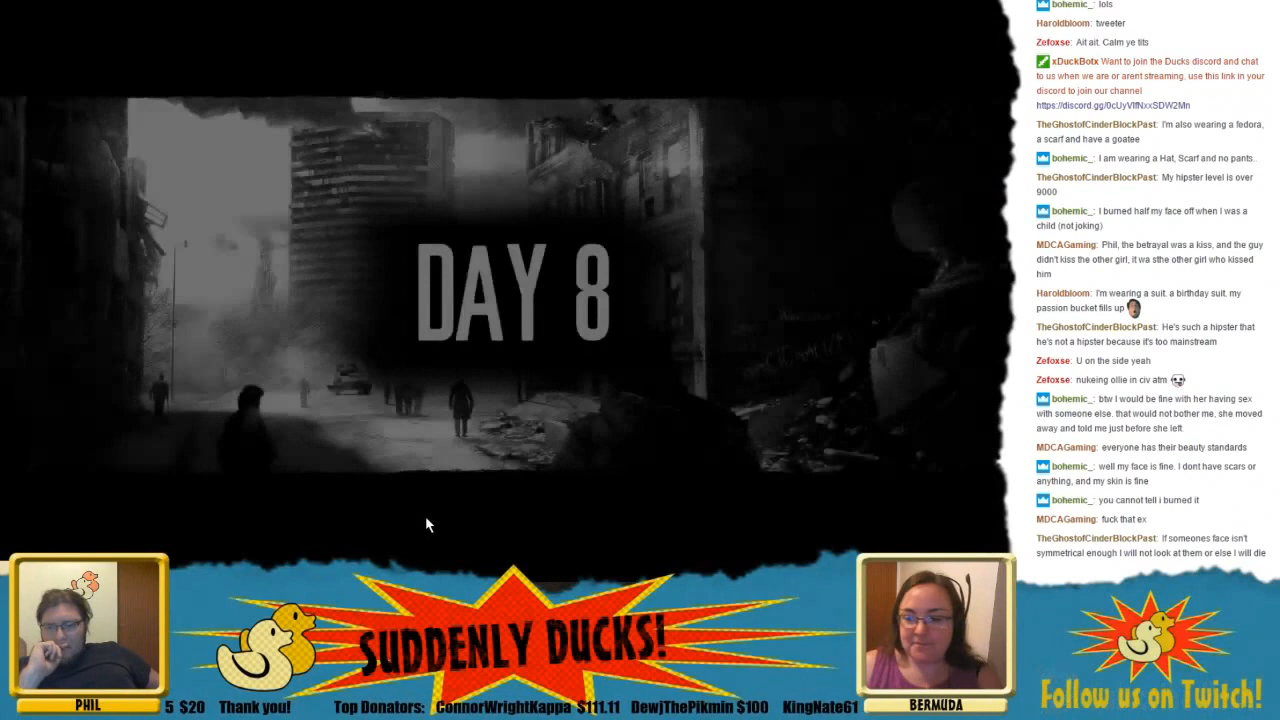 bohemic_: lols
Haroldbloom: tweeter
Zefoxse: Ait ait. Calm ye tits
xDuckBotx Want to join the Ducks discord and chat
to us when we are or arent streaming. use this link in your
discord to join our channel
TheGhostofCinderBlockPast: I'm also wearing a fedora,
a scarf and have a goatee
bohemic_: I am wearing a Hat, Scarf and no pants..
TheGhostofCinderBlockPast: My hipster level is over
9000
bohemic_: I burned half my face off when I was a
child (not joking)
MDCAGaming: Phil, the betrayal was a kiss, and the guy
didn't kiss the other girl, it wa sthe other girl who kissed
him
Haroldbloom: I'm wearing a suit. a birthday suit. my
passion bucket fills up
TheGhostofCinderBlockPast: He's such a hipster that
he's not a hipster because it's too mainstream
Zefoxse: U on the side yeah
Zefoxse: nukeing ollie in civ atm
bohemic_: btw I would be fine with her having sex
with someone else. that would not bother me, she moved
away and told me just before she left.
MDCAGaming: everyone has their beauty standards
bohemic_: well my face is fine. I dont have scars or
anything, and my skin is fine
bohemic_: you cannot tell i burned it
MDCAGaming: fuck that ex
TheGhostofCinderBlockPast: If someones face isn't
symmetrical enough I will not look at them or else I will die
DAY 8
SUDDENLY DUCKS!
Follow us on Twitch!
PHIL
5 $20 Thank you! Top Donators: ConnorWrightKappa $111.11 DewjThePikmin $100 KingNate61
BERMUDA